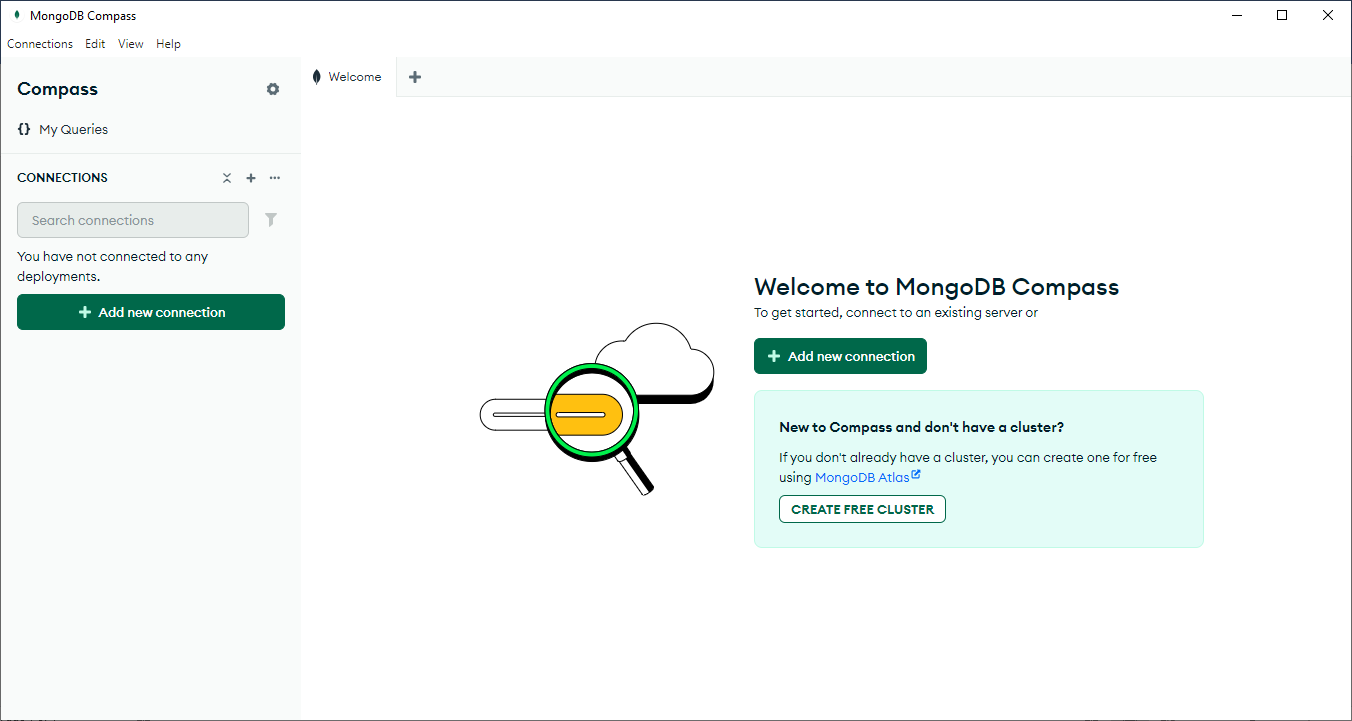 MongoDB Compass
Connections Edit View Help
Compass
{} My Queries
CONNECTIONS
Search connections
You have not connected to any
deployments.
+ Add new connection
Welcome
Welcome to MongoDB Compass
To get started, connect to an existing server or
+ Add new connection
New to Compass and don't have a cluster?
If you don't already have a cluster, you can create one for free
using MongoDB Atlas
CREATE FREE CLUSTER